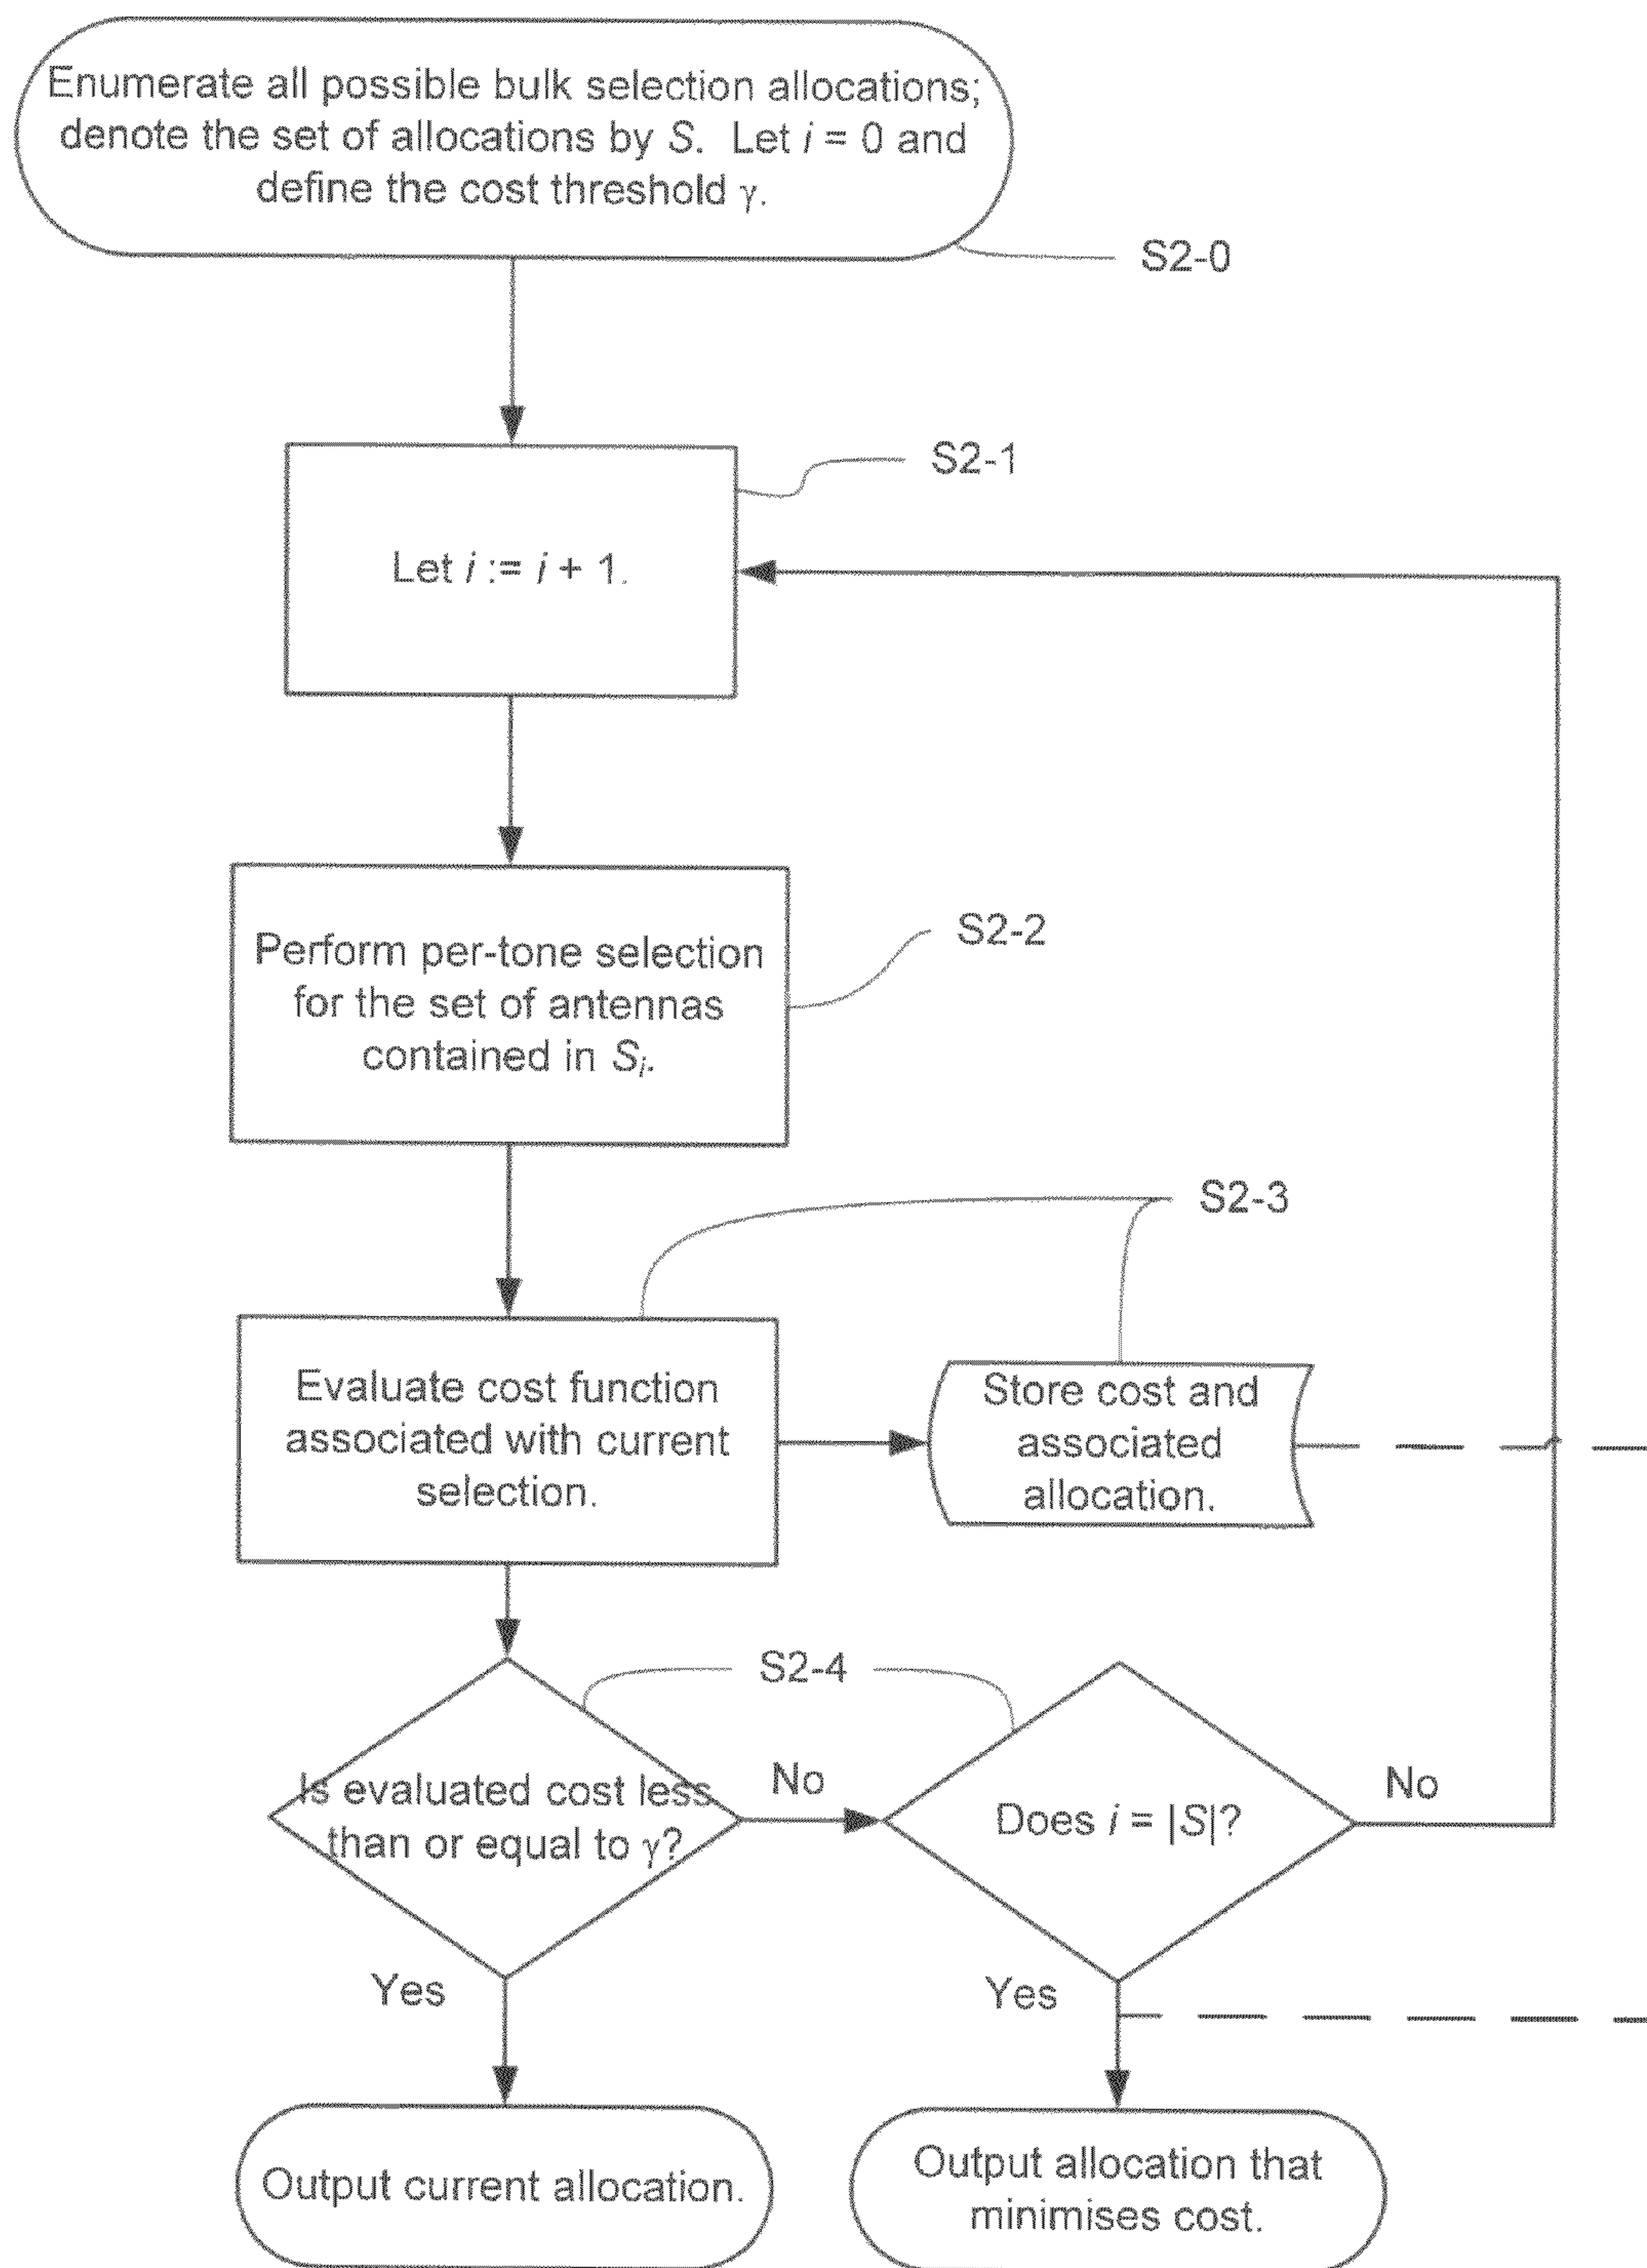 Enumerate all possible bulk selection allocations;
denote the set of allocations by S. Let i = 0 and
define the cost threshold γ.
S2-0
S2-1
Let i := i + 1.
S2-2
Perform per-tone selection
for the set of antennas
contained in Sᵢ.
S2-3
Evaluate cost function
associated with current
selection.
Store cost and
associated
allocation.
S2-4
Is evaluated cost less
than or equal to γ?
No
Does i = |S|?
No
Yes
Yes
Output current allocation.
Output allocation that
minimises cost.